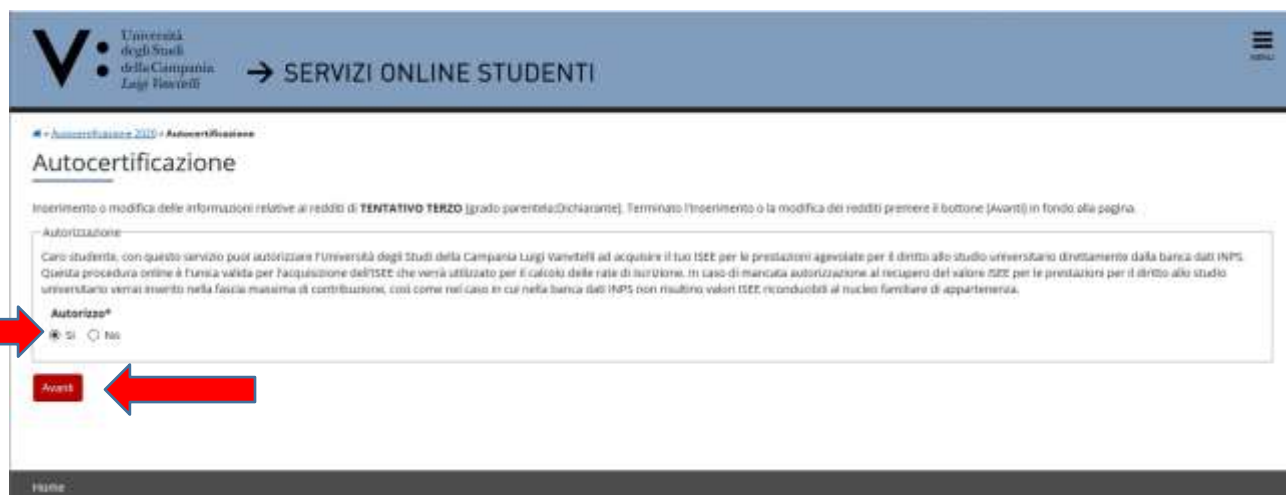 V:
Università
degli Studi
della Campania
Luigi Vanvitelli
→ SERVIZI ONLINE STUDENTI
MENU
» Autocertificazione 2020 » Autocertificazione
Autocertificazione
Inserimento o modifica delle informazioni relative ai redditi di TENTATIVO TERZO [grado parentela:Dichiarante]. Terminato l'inserimento o la modifica dei redditi premere il bottone [Avanti] in fondo alla pagina.
Autorizzazione
Caro studente, con questo servizio puoi autorizzare l'Università degli Studi della Campania Luigi Vanvitelli ad acquisire il tuo ISEE per le prestazioni agevolate per il diritto allo studio universitario direttamente dalla banca dati INPS.
Questa procedura online è l'unica valida per l'acquisizione dell'ISEE che verrà utilizzato per il calcolo delle rate di iscrizione. In caso di mancata autorizzazione al recupero del valore ISEE per le prestazioni per il diritto allo studio
universitario verrai inserito nella fascia massima di contribuzione, così come nel caso in cui nella banca dati INPS non risultino valori ISEE riconducibili al nucleo familiare di appartenenza.
Autorizzo*
Si No
Avanti
Home